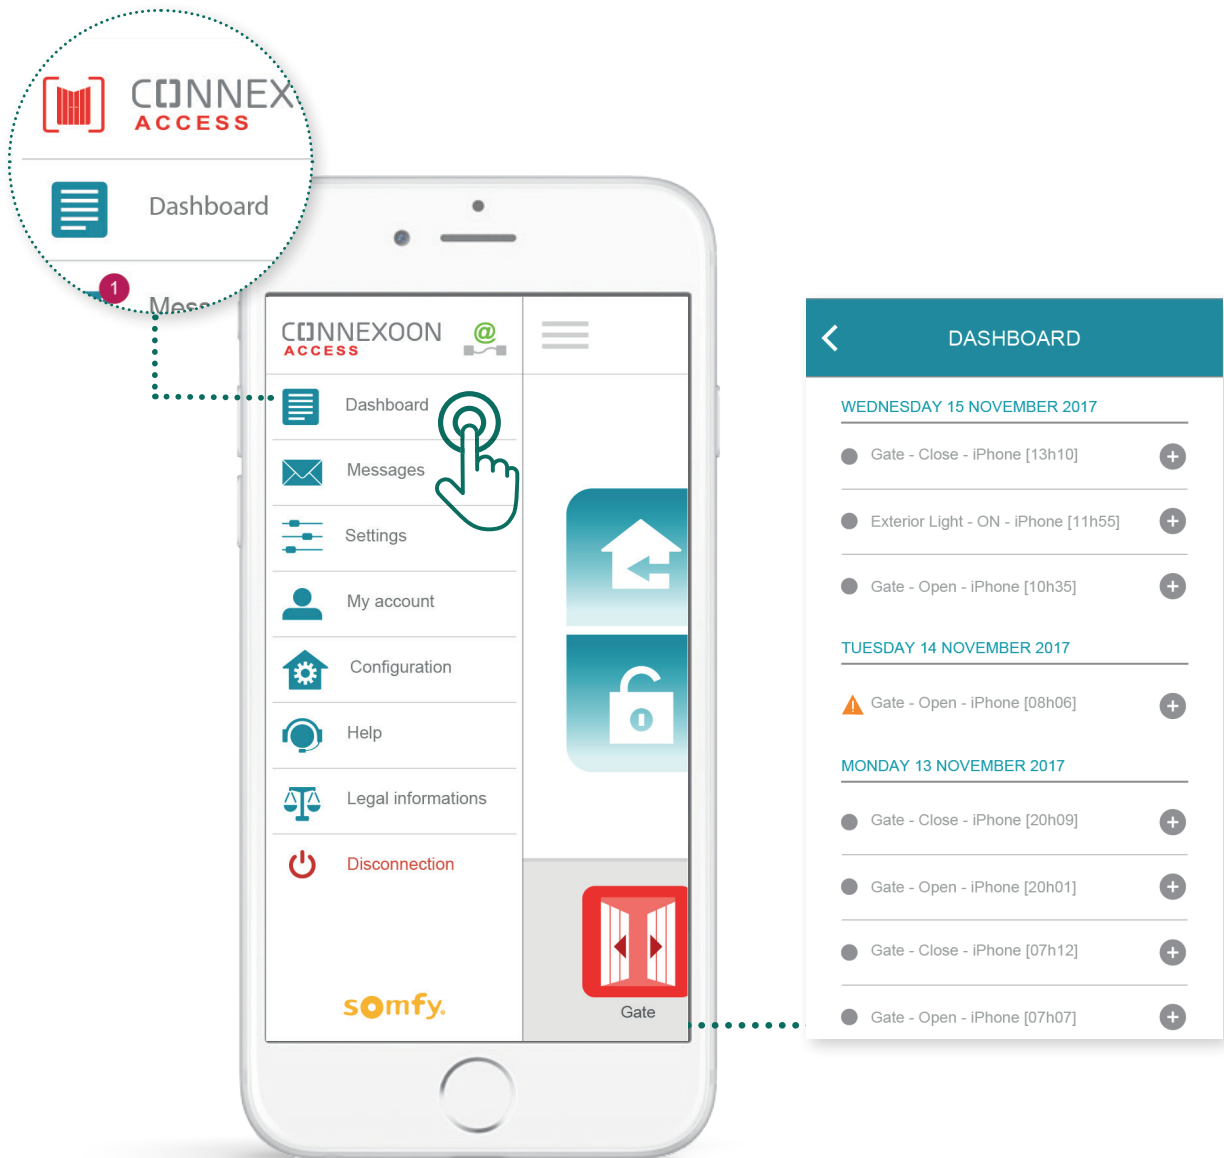 CONNEX
ACCESS
Dashboard
1
Mess
CONNEXOON
ACCESS
@
Dashboard
Messages
Settings
My account
Configuration
Help
Legal informations
Disconnection
somfy.
Gate
DASHBOARD
WEDNESDAY 15 NOVEMBER 2017
Gate - Close - iPhone [13h10]
Exterior Light - ON - iPhone [11h55]
Gate - Open - iPhone [10h35]
TUESDAY 14 NOVEMBER 2017
Gate - Open - iPhone [08h06]
MONDAY 13 NOVEMBER 2017
Gate - Close - iPhone [20h09]
Gate - Open - iPhone [20h01]
Gate - Close - iPhone [07h12]
Gate - Open - iPhone [07h07]